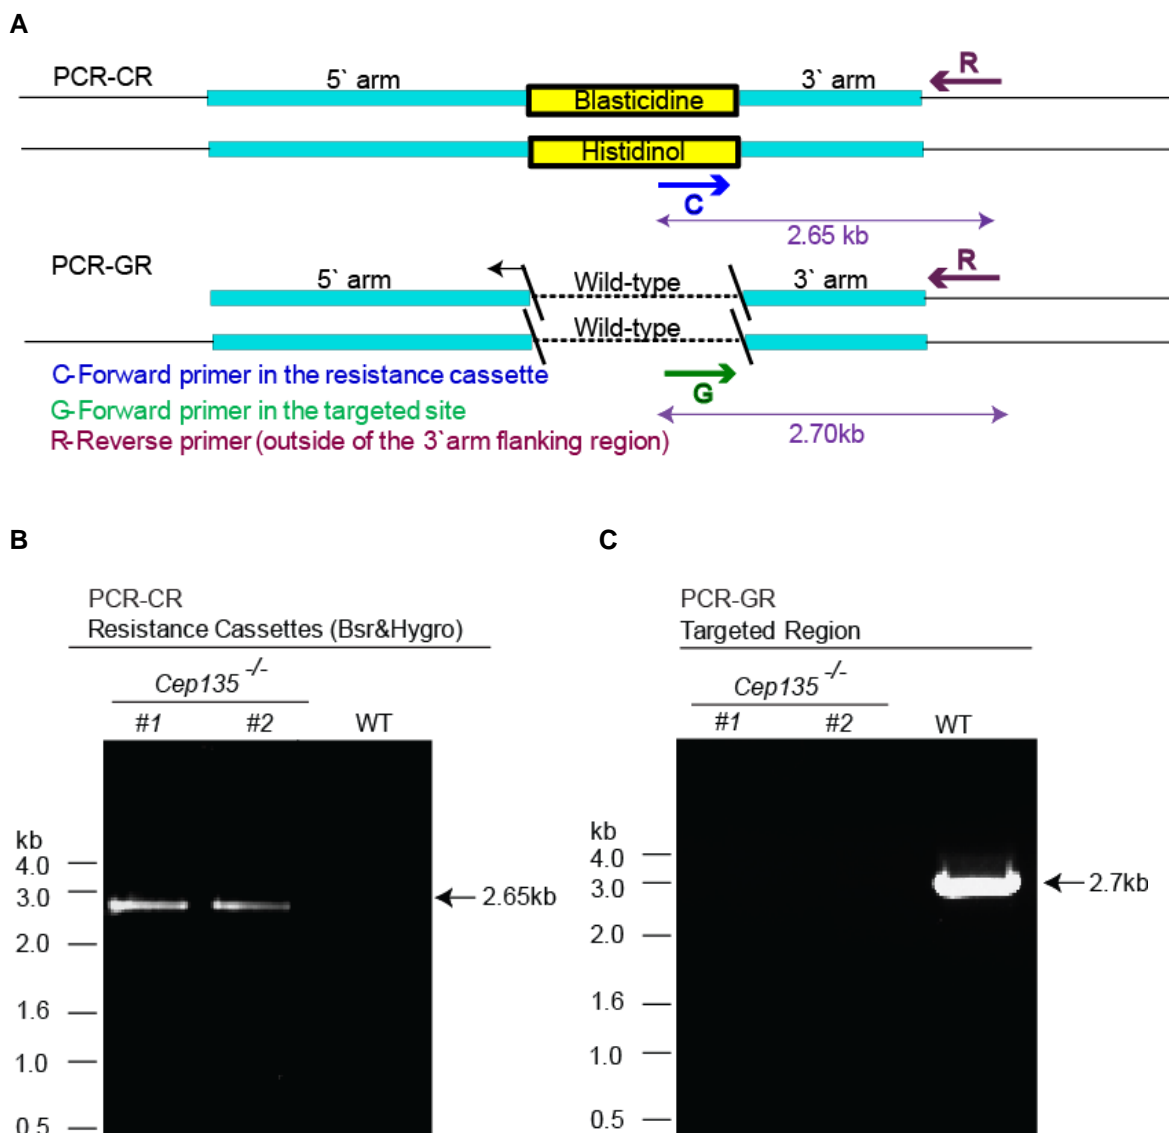 A
PCR-CR
5` arm
3` arm
R
Blasticidine
Histidinol
C
2.65 kb
PCR-GR
5` arm
Wild-type
3` arm
R
Wild-type
C-Forward primer in the resistance cassette
G
G-Forward primer in the targeted site
R-Reverse primer (outside of the 3`arm flanking region)
2.70kb
B
PCR-CR
Resistance Cassettes (Bsr&Hygro)
Cep135 -/-
#1 #2 WT
kb
4.0
3.0
2.65kb
2.0
1.6
1.0
0.5
C
PCR-GR
Targeted Region
Cep135 -/-
#1 #2 WT
kb
4.0
3.0
2.7kb
2.0
1.6
1.0
0.5